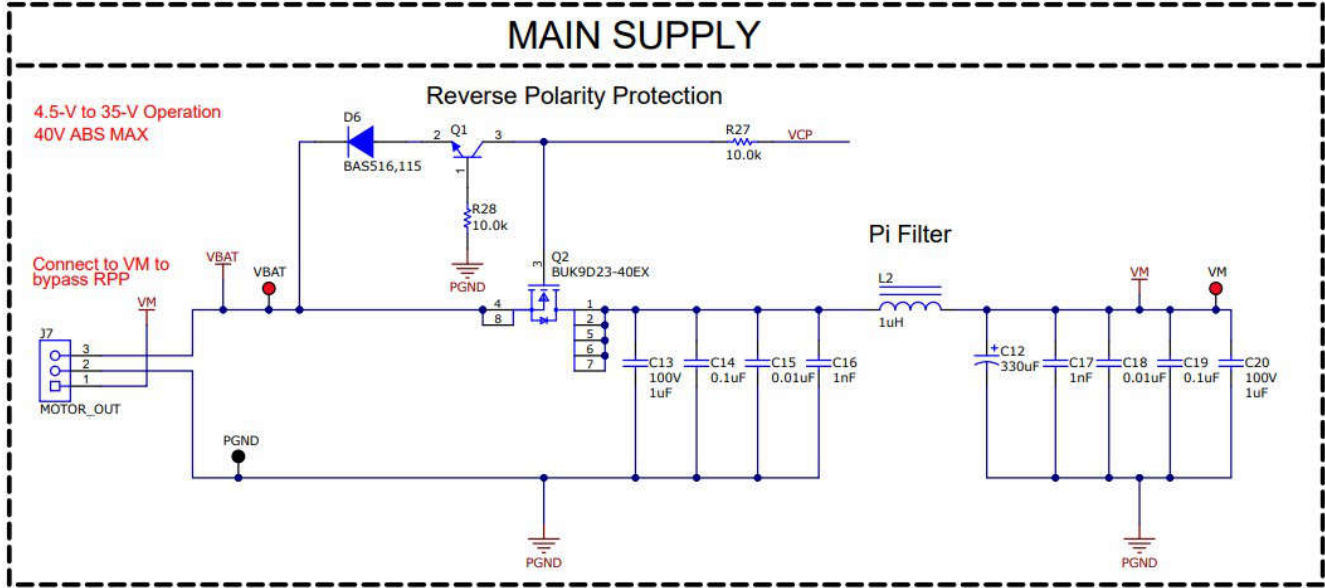 MAIN SUPPLY
4.5-V to 35-V Operation
40V ABS MAX
Reverse Polarity Protection
D6
BAS516,115
2
Q1
3
1
R28
10.0k
PGND
R27
10.0k
VCP
Connect to VM to
bypass RPP
VM
VBAT
VBAT
3
Q2
BUK9D23-40EX
4
8
1
2
5
6
7
Pi Filter
L2
1uH
VM
VM
J7
3
2
1
MOTOR_OUT
C13
100V
1uF
C14
0.1uF
C15
0.01uF
C16
1nF
+
C12
330uF
C17
1nF
C18
0.01uF
C19
0.1uF
C20
100V
1uF
PGND
PGND
PGND